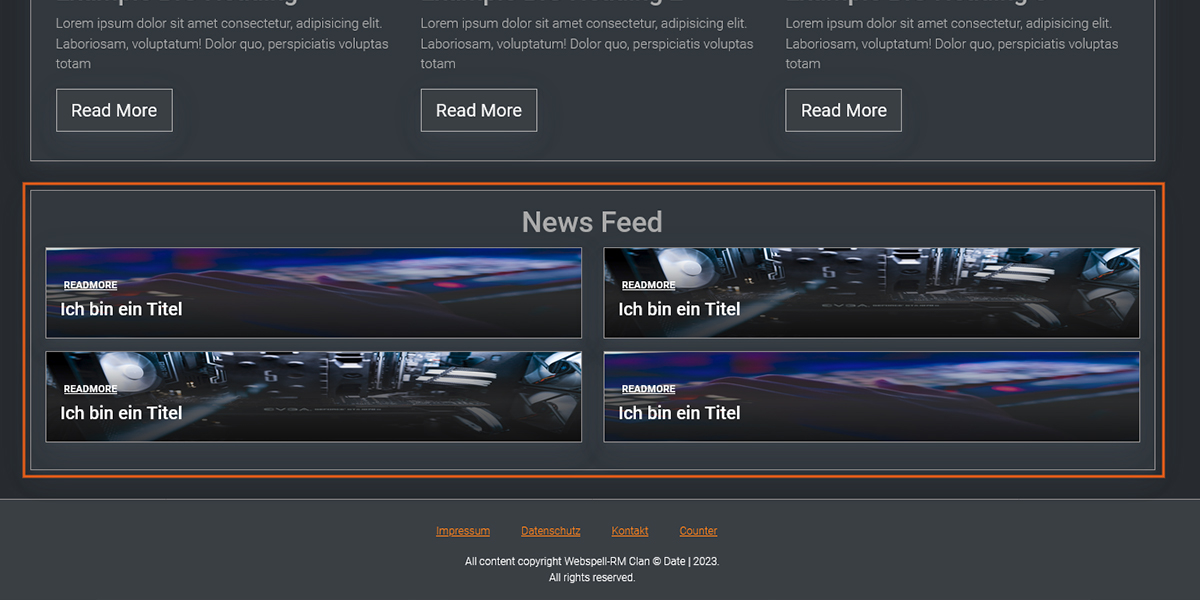 Lorem ipsum dolor sit amet consectetur, adipisicing elit.
Laboriosam, voluptatum! Dolor quo, perspiciatis voluptas
totam
Read More
Lorem ipsum dolor sit amet consectetur, adipisicing elit.
Laboriosam, voluptatum! Dolor quo, perspiciatis voluptas
totam
Read More
Lorem ipsum dolor sit amet consectetur, adipisicing elit.
Laboriosam, voluptatum! Dolor quo, perspiciatis voluptas
totam
Read More
News Feed
READMORE
Ich bin ein Titel
READMORE
Ich bin ein Titel
READMORE
Ich bin ein Titel
READMORE
Ich bin ein Titel
Impressum Datenschutz Kontakt Counter
All content copyright Webspell-RM Clan © Date | 2023.
All rights reserved.